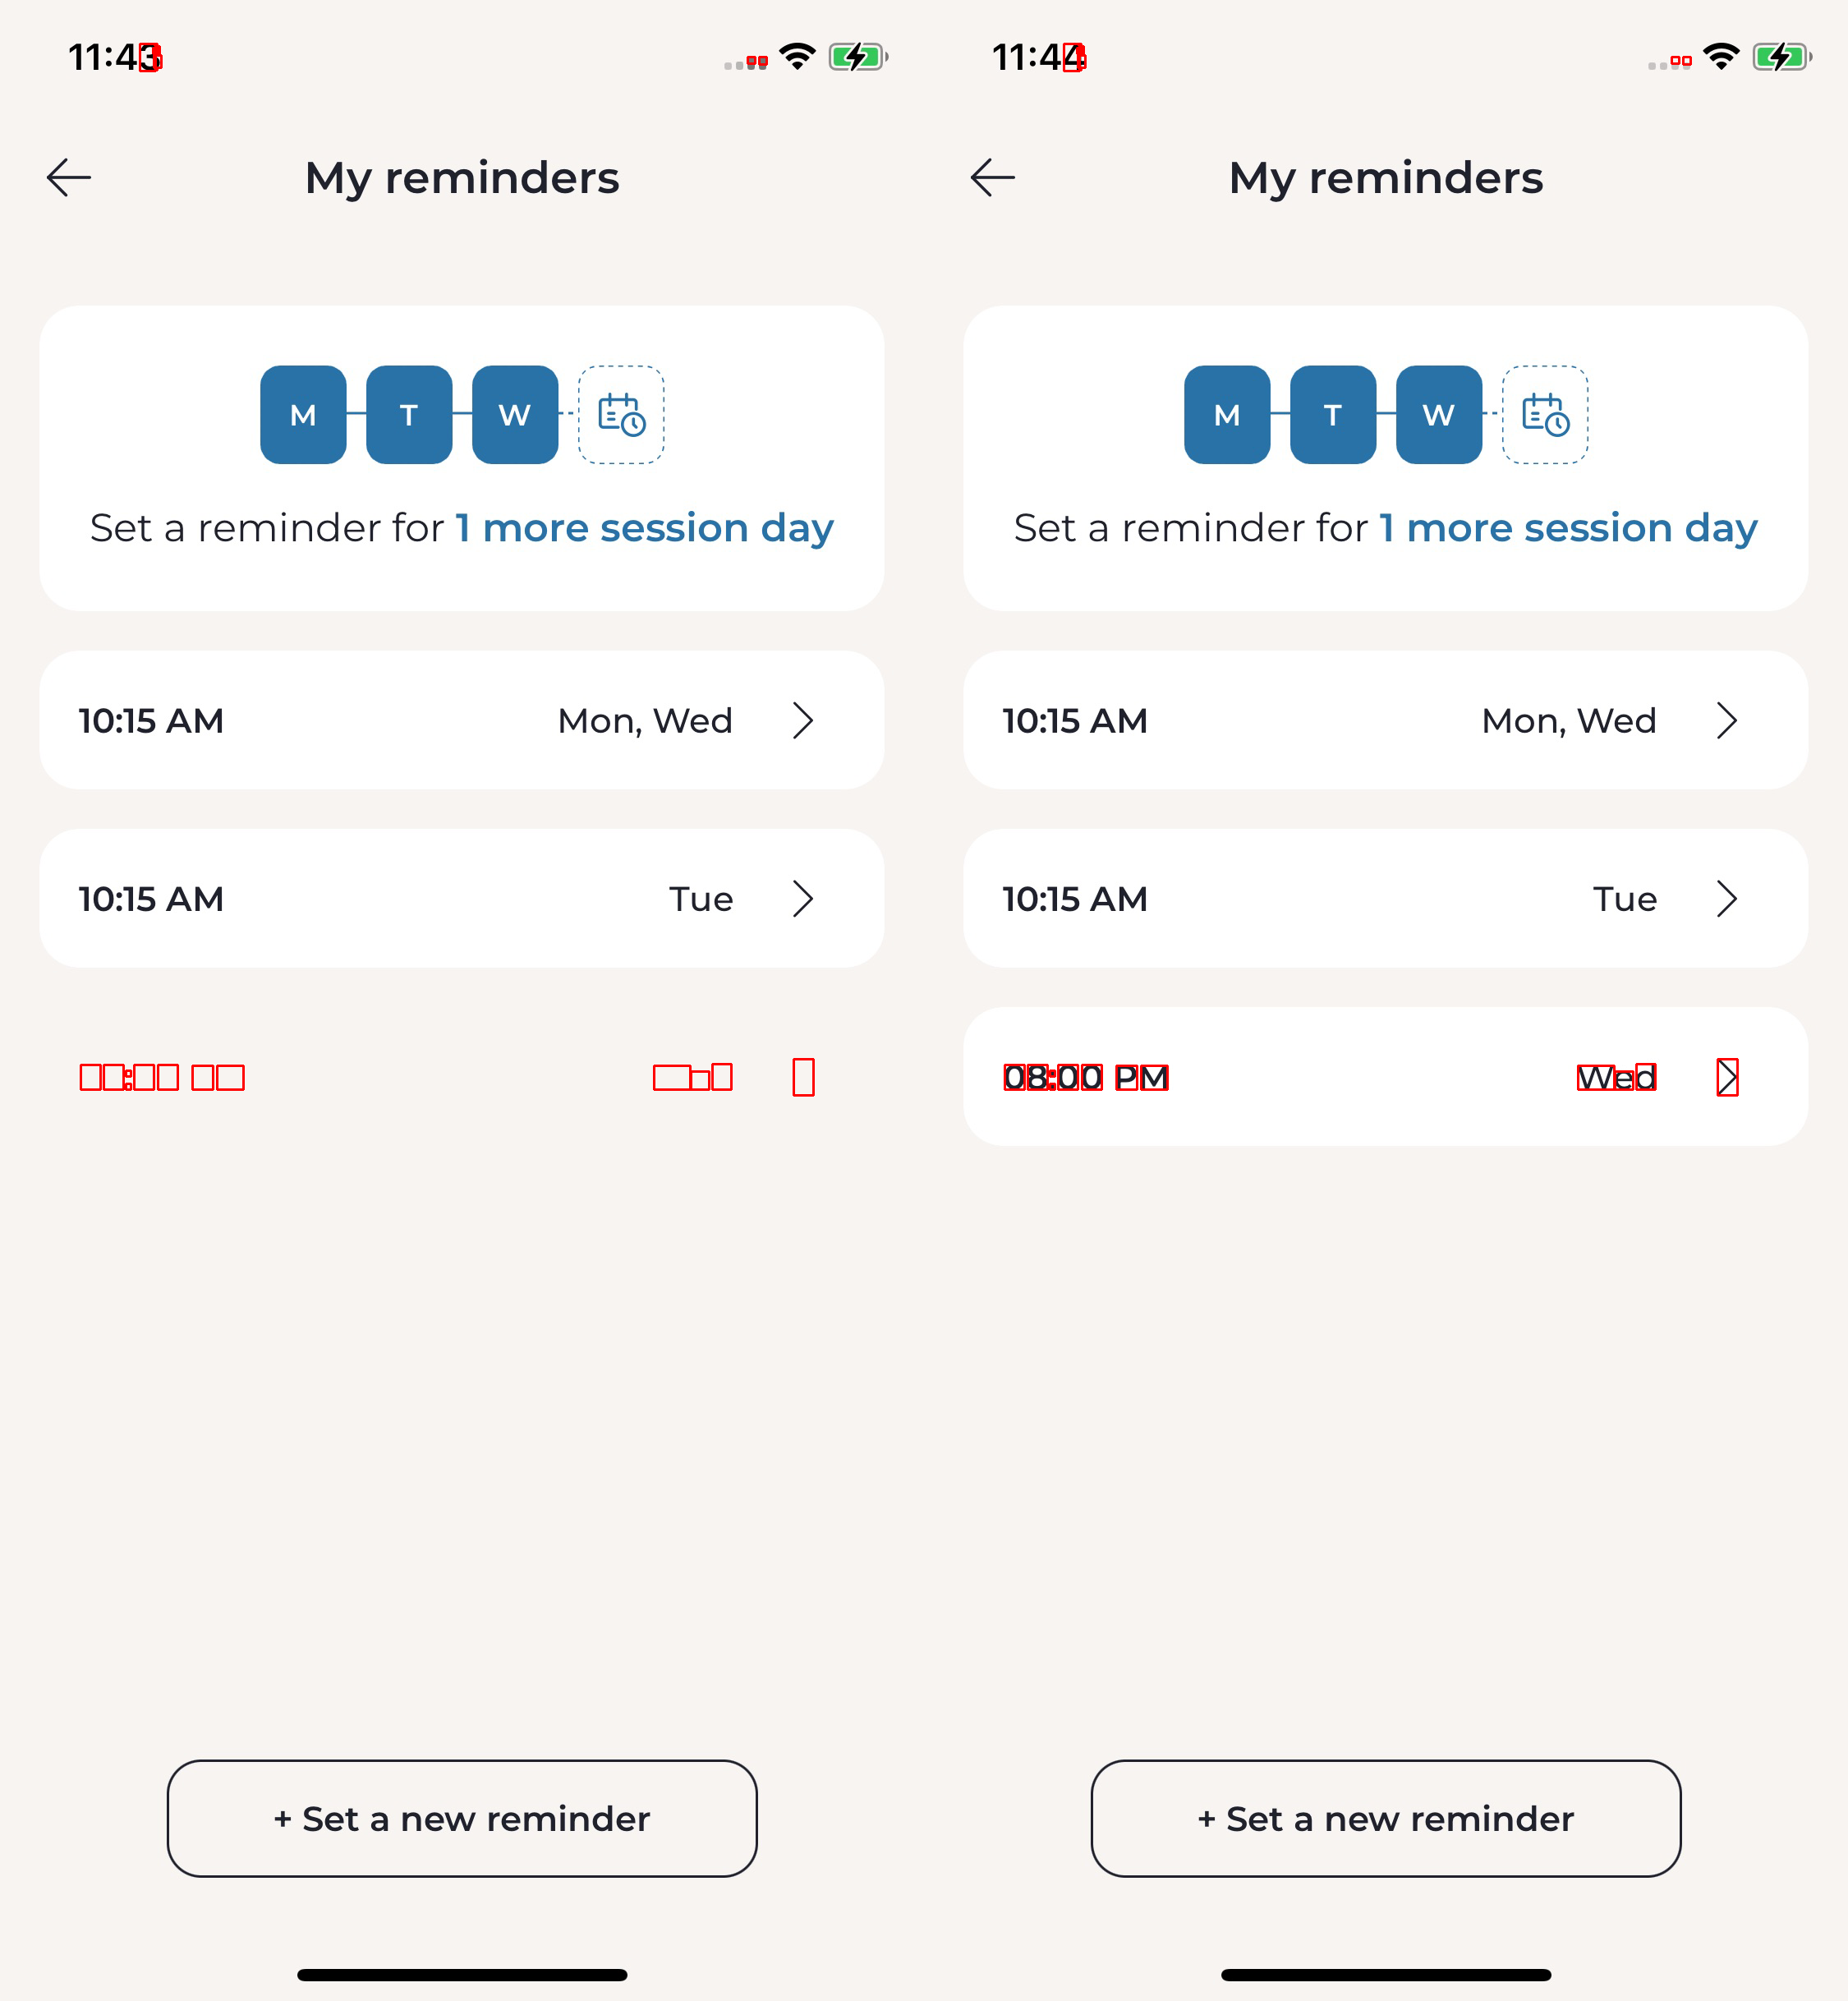 11:43
My reminders
M T W
Set a reminder for 1 more session day
10:15 AM Mon, Wed
10:15 AM Tue
+ Set a new reminder
11:44
My reminders
M T W
Set a reminder for 1 more session day
10:15 AM Mon, Wed
10:15 AM Tue
08:00 PM Wed
+ Set a new reminder